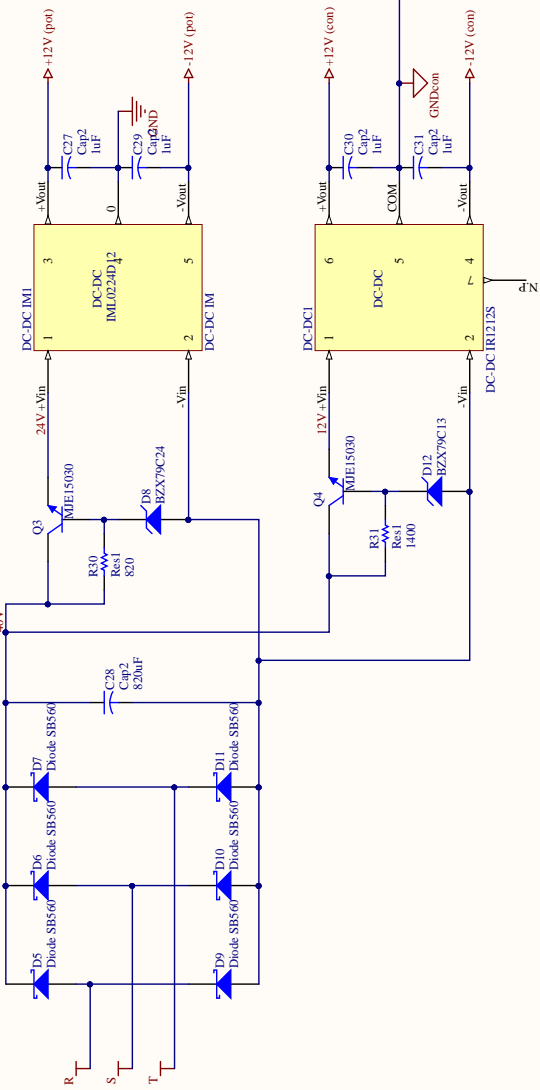 +12V (pot)
-12V (pot)
+12V (con)
-12V (con)
GND
GNDcon
C27
Cap2
1uF
C29
Cap2
1uF
C30
Cap2
1uF
C31
Cap2
1uF
+Vout
0
-Vout
+Vout
COM
-Vout
3
4
5
6
5
4
DC-DC IM1
DC-DC
IML0224D12
DC-DC IM
DC-DC1
DC-DC
7
N.P
DC-DC IR1212S
1
2
1
2
24V
+Vin
-Vin
12V
+Vin
-Vin
Q3
MJE15030
D8
BZX79C24
R30
Res1
820
Q4
MJE15030
D12
BZX79C13
R31
Res1
1400
C28
Cap2
820uF
D7
Diode SB560
D11
Diode SB560
D6
Diode SB560
D10
Diode SB560
D5
Diode SB560
D9
Diode SB560
R
S
T